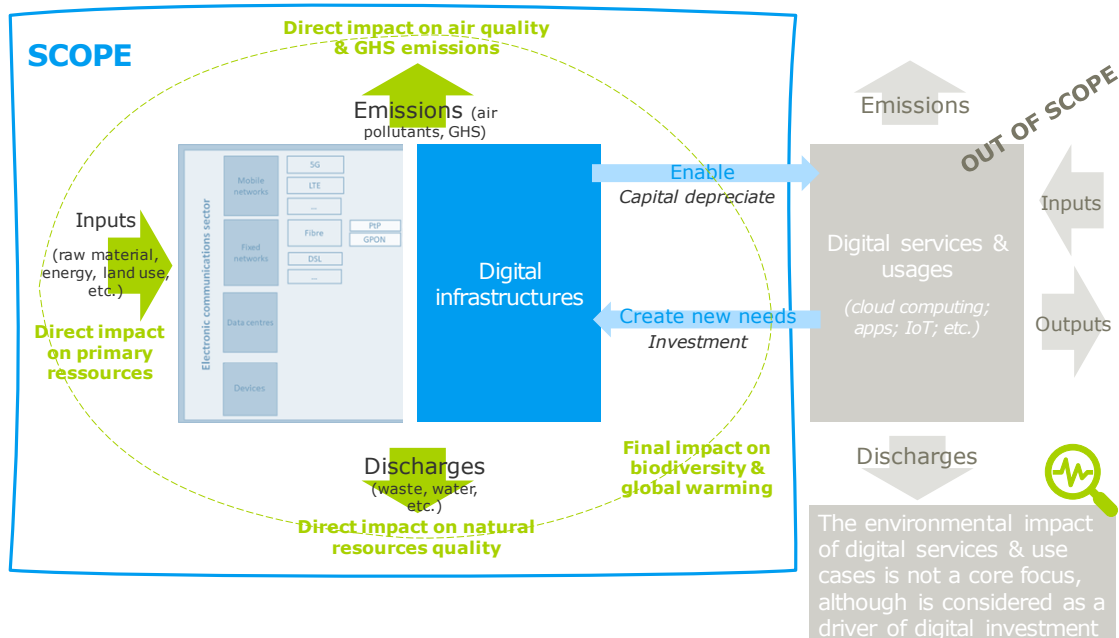 SCOPE
Direct impact on air quality
& GHS emissions
Emissions (air
pollutants, GHS)
Inputs
(raw material,
energy, land use,
etc.)
Direct impact
on primary
ressources
Electronic communications sector
Mobile
networks
5G
LTE
...
Fixed
networks
Fibre
PtP
GPON
DSL
...
Data centres
Devices
Digital
infrastructures
Enable
Capital depreciate
Create new needs
Investment
Discharges
(waste, water,
etc.)
Direct impact on natural
resources quality
Final impact on
biodiversity &
global warming
OUT OF SCOPE
Emissions
Inputs
Digital services &
usages
(cloud computing;
apps; IoT; etc.)
Outputs
Discharges
The environmental impact
of digital services & use
cases is not a core focus,
although is considered as a
driver of digital investment